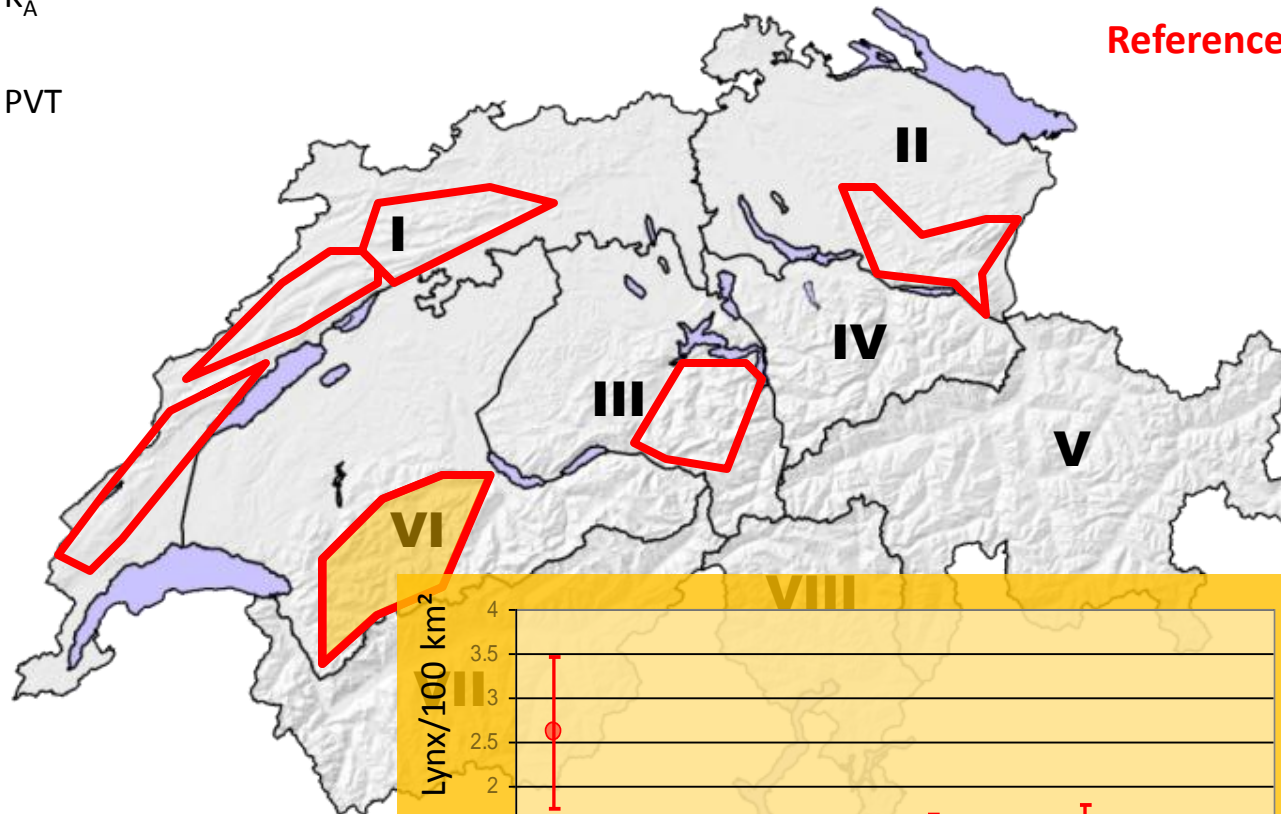 Reference
PVT
II
I
IV
III
V
VI
VIII
VII
Lynx/100 km²
4
3.5
3
2.5
2